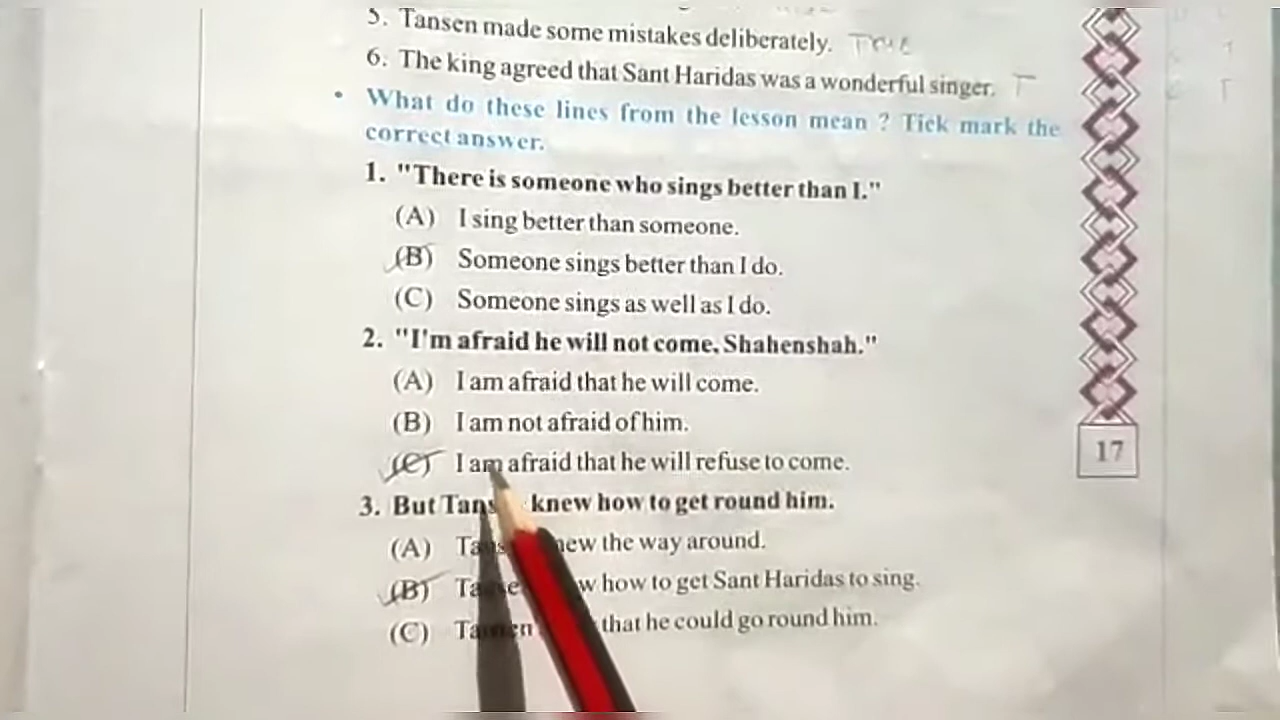 5. Tansen made some mistakes deliberately. True
6. The king agreed that Sant Haridas was a wonderful singer. T
• What do these lines from the lesson mean ? Tick mark the
correct answer.
1. "There is someone who sings better than I."
(A) I sing better than someone.
(B) Someone sings better than I do.
(C) Someone sings as well as I do.
2. "I'm afraid he will not come, Shahenshah."
(A) I am afraid that he will come.
(B) I am not afraid of him.
(C) I am afraid that he will refuse to come.
17
3. But knew how to get round him.
(A) the way around.
(B) how to get Sant Haridas to sing.
(C) Tansen that he could go round him.